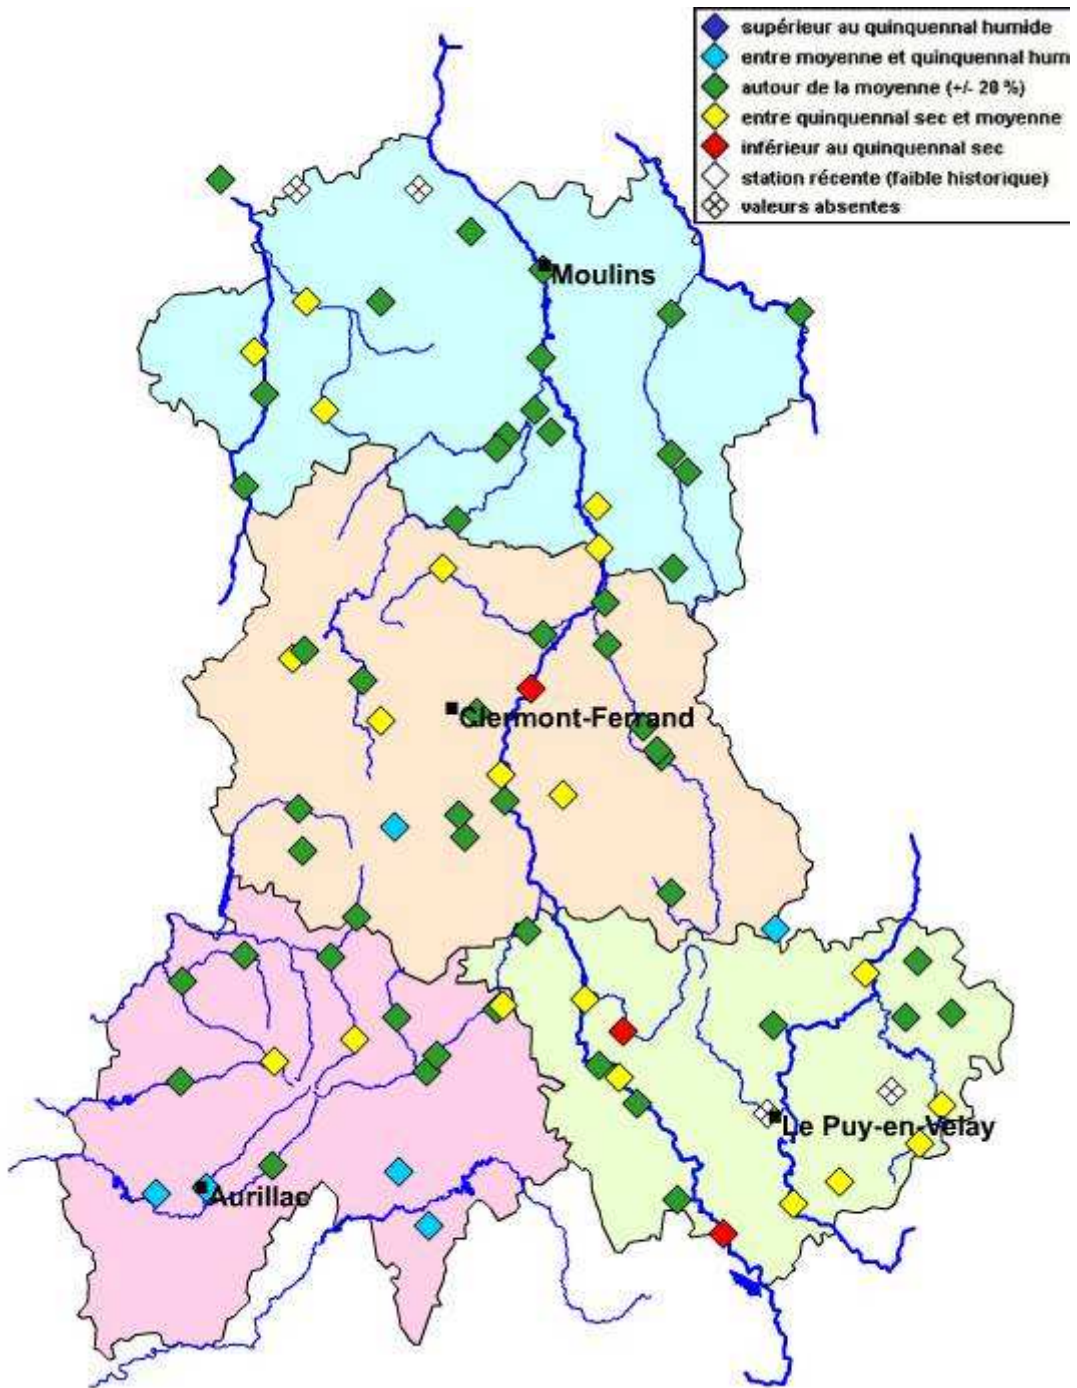 supérieur au quinquennal humide
entre moyenne et quinquennal hum
autour de la moyenne (+/- 20 %)
entre quinquennal sec et moyenne
inférieur au quinquennal sec
station récente (faible historique)
valeurs absentes
Moulins
Clermont-Ferrand
Le Puy-en-Velay
Aurillac